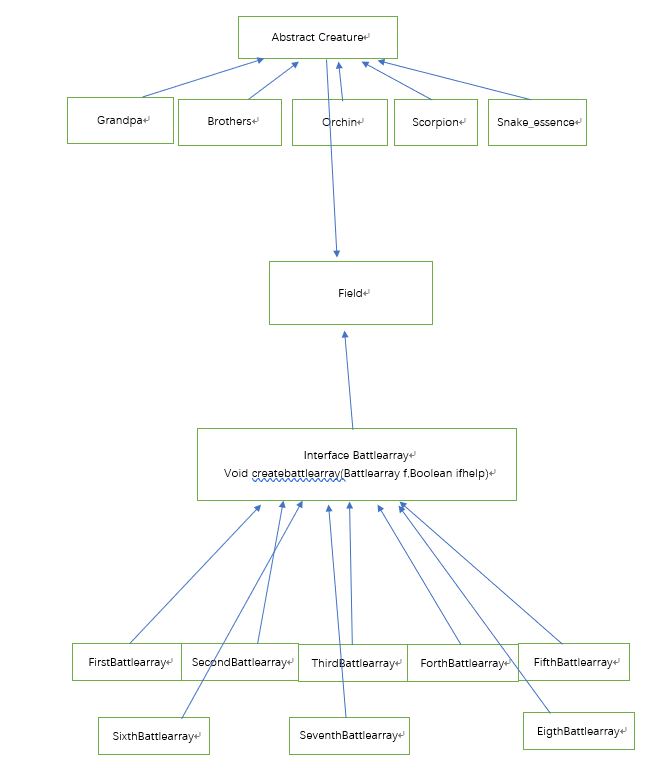 Abstract Creature↵
Grandpa↵
Brothers↵
Orchin↵
Scorpion↵
Snake_essence↵
Field↵
Interface Battlearray↵
Void createbattlearray(Battlearray f,Boolean ifhelp)↵
FirstBattlearray↵
SecondBattlearray↵
ThirdBattlearray↵
ForthBattlearray↵
FifthBattlearray↵
SixthBattlearray↵
SeventhBattlearray↵
EigthBattlearray↵